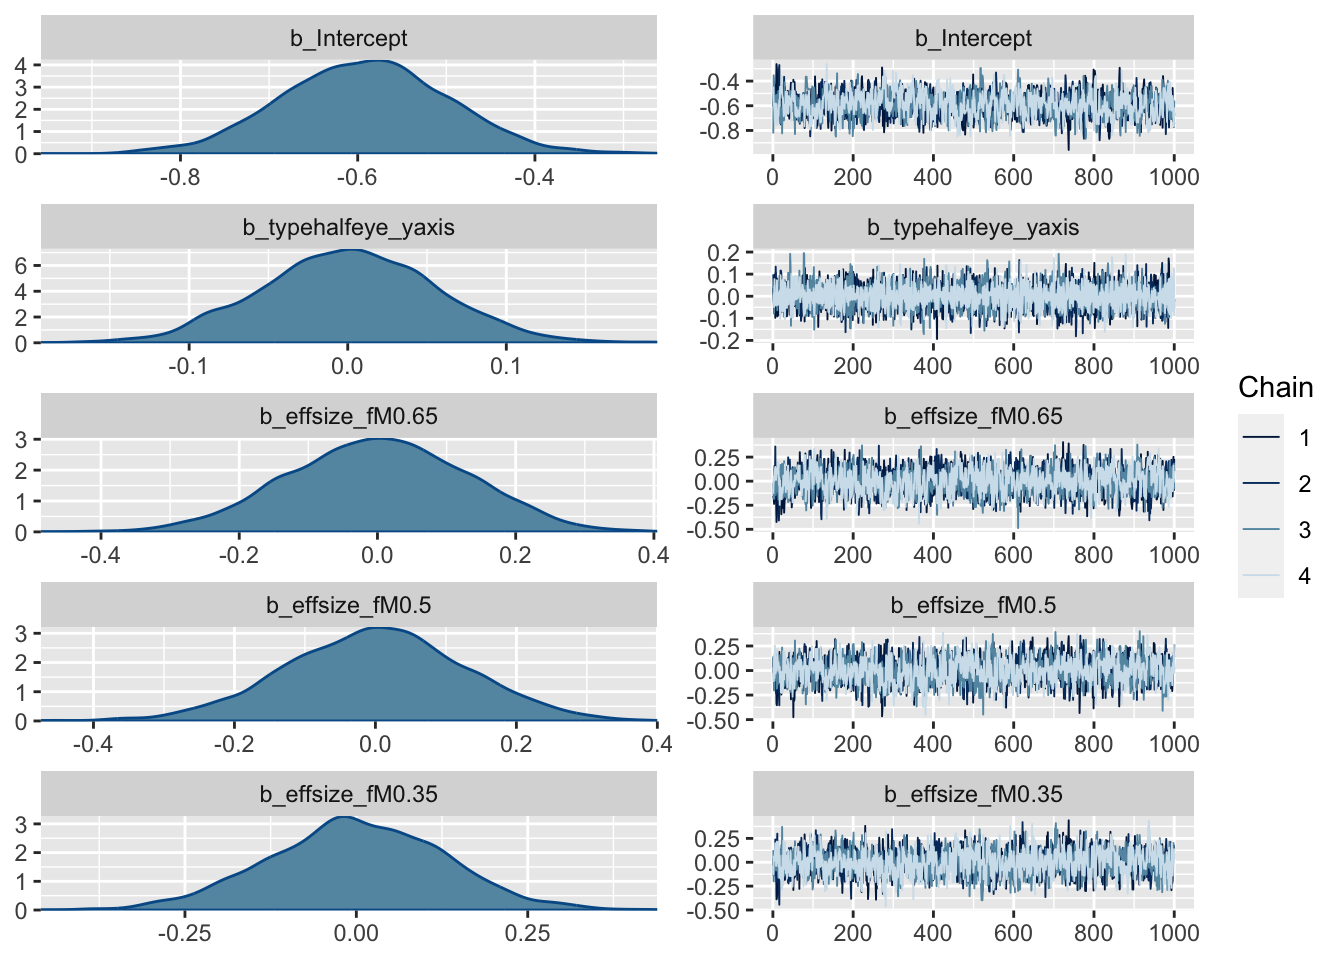 b_Intercept
4
3
2
1
0
-0.8 -0.6 -0.4
b_Intercept
-0.4
-0.6
-0.8
0 200 400 600 800 1000
b_typehalfeye_yaxis
6
4
2
0
-0.1 0.0 0.1
b_typehalfeye_yaxis
0.2
0.1
0.0
-0.1
-0.2
0 200 400 600 800 1000
b_effsize_fM0.65
3
2
1
0
-0.4 -0.2 0.0 0.2 0.4
b_effsize_fM0.65
0.25
0.00
-0.25
-0.50
0 200 400 600 800 1000
b_effsize_fM0.5
3
2
1
0
-0.4 -0.2 0.0 0.2 0.4
b_effsize_fM0.5
0.25
0.00
-0.25
-0.50
0 200 400 600 800 1000
b_effsize_fM0.35
3
2
1
0
-0.25 0.00 0.25
b_effsize_fM0.35
0.25
0.00
-0.25
-0.50
0 200 400 600 800 1000
Chain
1
2
3
4